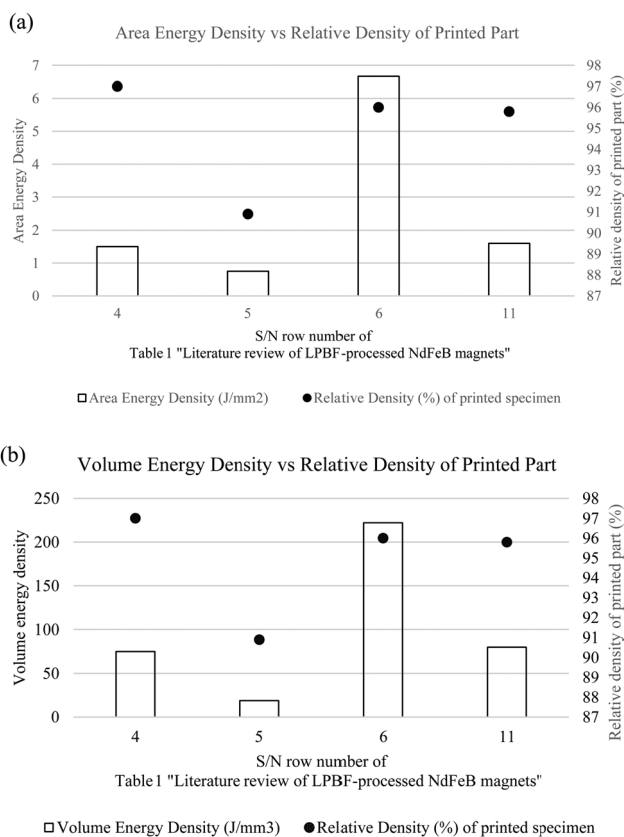 (a)
Area Energy Density vs Relative Density of Printed Part
7
6
5
4
3
2
1
0
Area Energy Density
98
97
96
95
94
93
92
91
90
89
88
87
Relative density of printed part (%)
4 5 6 11
S/N row number of
Table 1 "Literature review of LPBF-processed NdFeB magnets"
Area Energy Density (J/mm2) Relative Density (%) of printed specimen
(b)
Volume Energy Density vs Relative Density of Printed Part
250
200
150
100
50
0
Volume energy density
98
97
96
95
94
93
92
91
90
89
88
87
Relative density of printed part (%)
4 5 6 11
S/N row number of
Table 1 "Literature review of LPBF-processed NdFeB magnets"
Volume Energy Density (J/mm3) Relative Density (%) of printed specimen